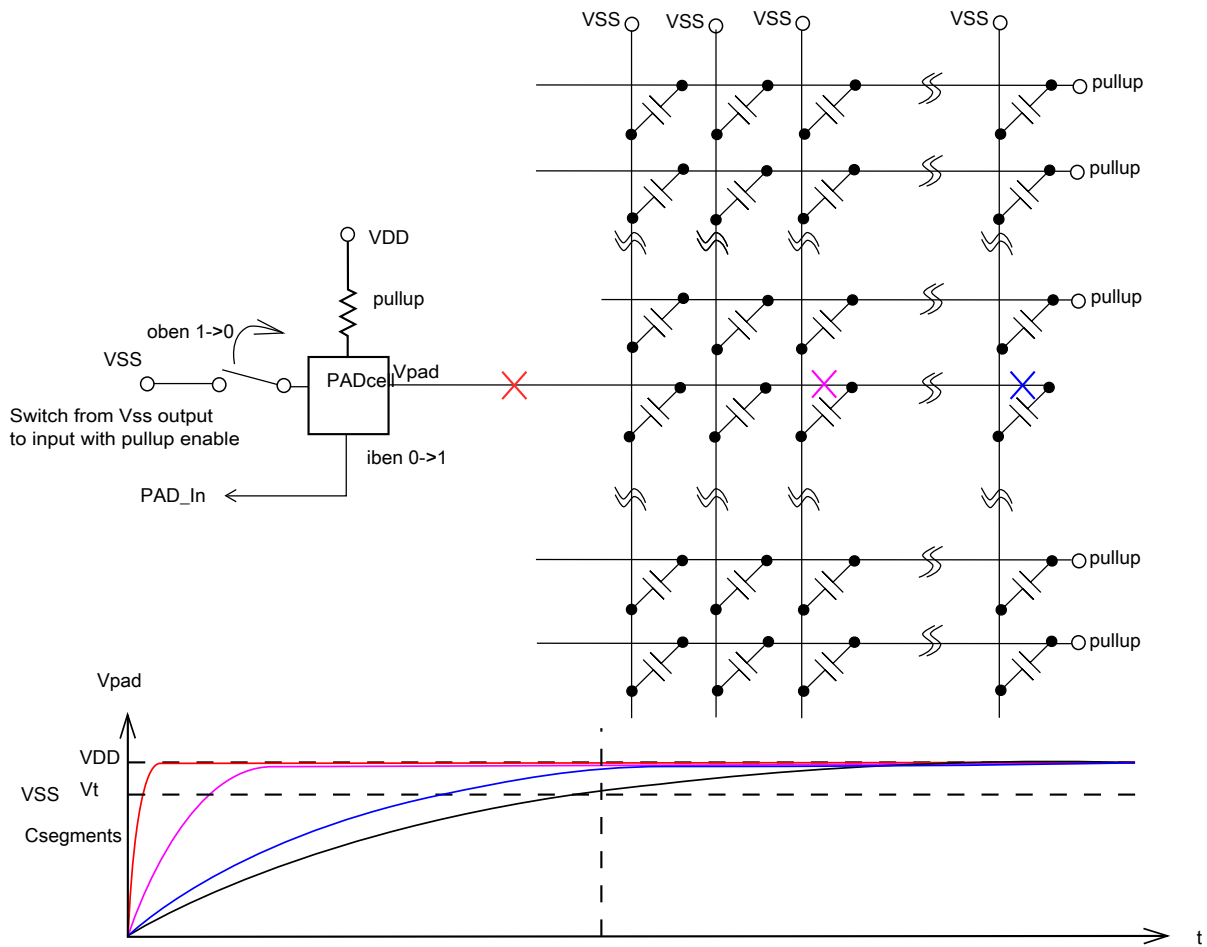 VSS
VSS
VSS
VSS
pullup
pullup
VDD
pullup
pullup
oben 1->0
VSS
PADcell
Vpad
Switch from Vss output
to input with pullup enable
iben 0->1
PAD_In
pullup
pullup
Vpad
VDD
VSS
Vt
Csegments
t